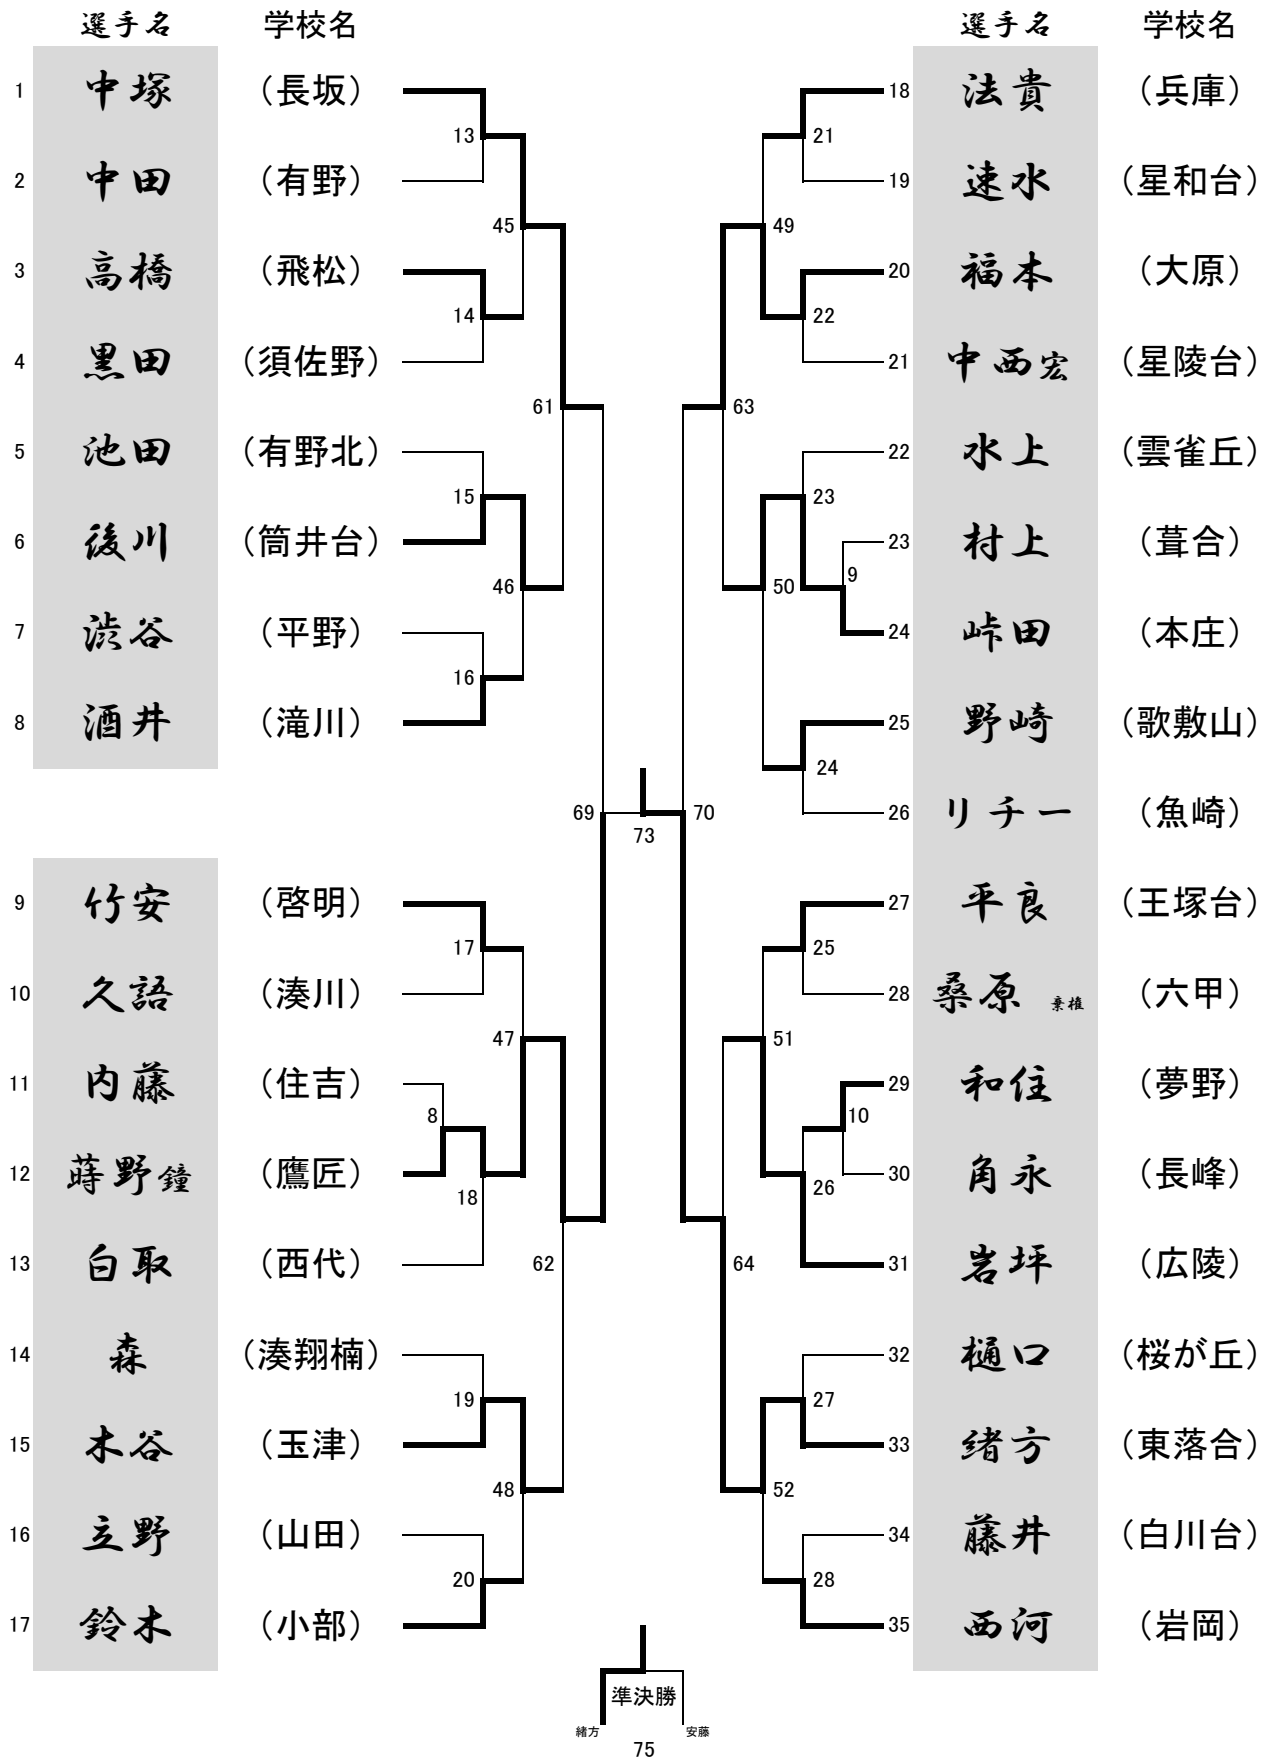 選手名 学校名
1 中塚 （長坂）
2 中田 （有野）
3 高橋 （飛松）
4 黒田 （須佐野）
5 池田 （有野北）
6 後川 （筒井台）
7 渋谷 （平野）
8 酒井 （滝川）
9 竹安 （啓明）
10 久語 （湊川）
11 内藤 （住吉）
12 蒔野鐘 （鷹匠）
13 白取 （西代）
14 森 （湊翔楠）
15 木谷 （玉津）
16 立野 （山田）
17 鈴木 （小部）
13
45
14
61
15
46
16
69
17
47
8
18
62
19
48
20
73
選手名 学校名
18 法貴 （兵庫）
19 速水 （星和台）
20 福本 （大原）
21 中西宏 （星陵台）
22 水上 （雲雀丘）
23 村上 （葺合）
24 峠田 （本庄）
25 野崎 （歌敷山）
26 リチー （魚崎）
27 平良 （王塚台）
28 桑原 棄権 （六甲）
29 和住 （夢野）
30 角永 （長峰）
31 岩坪 （広陵）
32 樋口 （桜が丘）
33 緒方 （東落合）
34 藤井 （白川台）
35 西河 （岩岡）
21
49
22
63
23
9
50
24
70
25
51
10
26
64
27
52
28
準決勝
緒方 安藤
75